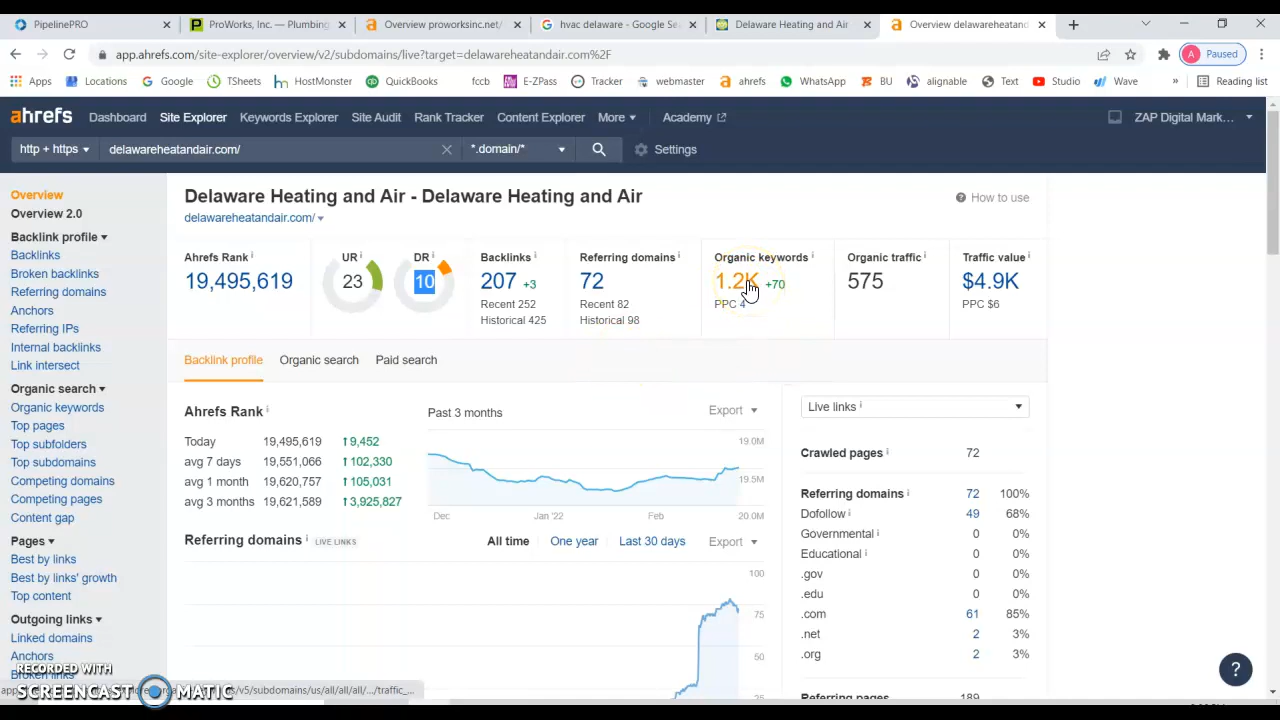 PipelinePRO
ProWorks, Inc. — Plumbing
Overview proworksinc.net/
hvac delaware - Google Se
Delaware Heating and Air
Overview delawareheatand
app.ahrefs.com/site-explorer/overview/v2/subdomains/live?target=delawareheatandair.com%2F
A Paused
Apps
Locations
Google
TSheets
HostMonster
QuickBooks
fccb
E-ZPass
Tracker
webmaster
ahrefs
WhatsApp
BU
alignable
Text
Studio
Wave
»
Reading list
ahrefs
Dashboard
Site Explorer
Keywords Explorer
Site Audit
Rank Tracker
Content Explorer
More
Academy
ZAP Digital Mark...
http + https
delawareheatandair.com/
*.domain/*
Settings
Overview
Overview 2.0
Backlink profile
Backlinks
Broken backlinks
Referring domains
Anchors
Referring IPs
Internal backlinks
Link intersect
Organic search
Organic keywords
Top pages
Top subfolders
Top subdomains
Competing domains
Competing pages
Content gap
Pages
Best by links
Best by links' growth
Top content
Outgoing links
Linked domains
Anchors
Delaware Heating and Air - Delaware Heating and Air
How to use
delawareheatandair.com/
Ahrefs Rank
19,495,619
UR
23
DR
10
Backlinks
207 +3
Recent 252
Historical 425
Referring domains
72
Recent 82
Historical 98
Organic keywords
1.2K +70
PPC 4
Organic traffic
575
Traffic value
$4.9K
PPC $6
Backlink profile
Organic search
Paid search
Ahrefs Rank
Today 19,495,619 ↑9,452
avg 7 days 19,551,066 ↑102,330
avg 1 month 19,620,757 ↑105,031
avg 3 months 19,621,589 ↑3,925,827
Past 3 months
Export
19.0M
19.5M
20.0M
Dec
Jan '22
Feb
Referring domains LIVE LINKS
All time
One year
Last 30 days
Export
100
75
50
25
Live links
Crawled pages 72
Referring domains 72 100%
Dofollow 49 68%
Governmental 0 0%
Educational 0 0%
.gov 0 0%
.edu 0 0%
.com 61 85%
.net 2 3%
.org 2 3%
Referring pages 189
?
RECORDED WITH
SCREENCAST MATIC
s/v5/subdomains/us/all/all/all/.../traffic_...